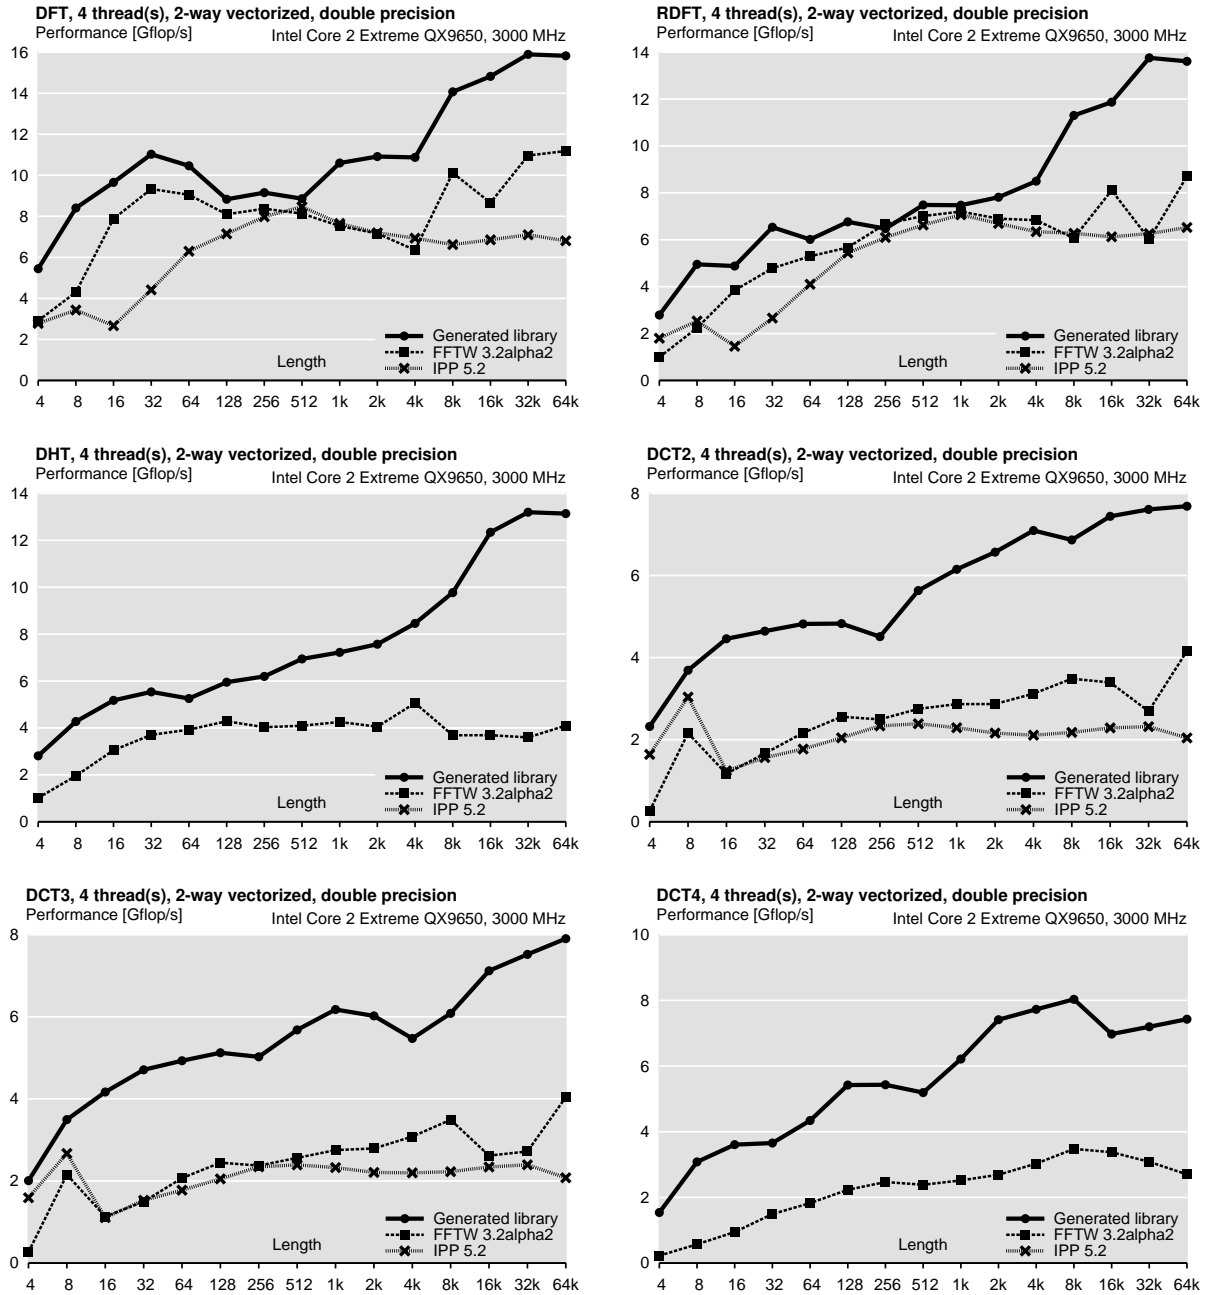 DFT, 4 thread(s), 2-way vectorized, double precision
Performance [Gflop/s] Intel Core 2 Extreme QX9650, 3000 MHz
16
14
12
10
8
6
4
2
0
Generated library
FFTW 3.2alpha2
Length
IPP 5.2
4 8 16 32 64 128 256 512 1k 2k 4k 8k 16k 32k 64k
RDFT, 4 thread(s), 2-way vectorized, double precision
Performance [Gflop/s] Intel Core 2 Extreme QX9650, 3000 MHz
14
12
10
8
6
4
2
0
Generated library
FFTW 3.2alpha2
Length
IPP 5.2
4 8 16 32 64 128 256 512 1k 2k 4k 8k 16k 32k 64k
DHT, 4 thread(s), 2-way vectorized, double precision
Performance [Gflop/s] Intel Core 2 Extreme QX9650, 3000 MHz
14
12
10
8
6
4
2
0
Generated library
FFTW 3.2alpha2
Length
IPP 5.2
4 8 16 32 64 128 256 512 1k 2k 4k 8k 16k 32k 64k
DCT2, 4 thread(s), 2-way vectorized, double precision
Performance [Gflop/s] Intel Core 2 Extreme QX9650, 3000 MHz
8
6
4
2
0
Generated library
FFTW 3.2alpha2
Length
IPP 5.2
4 8 16 32 64 128 256 512 1k 2k 4k 8k 16k 32k 64k
DCT3, 4 thread(s), 2-way vectorized, double precision
Performance [Gflop/s] Intel Core 2 Extreme QX9650, 3000 MHz
8
6
4
2
0
Generated library
FFTW 3.2alpha2
Length
IPP 5.2
4 8 16 32 64 128 256 512 1k 2k 4k 8k 16k 32k 64k
DCT4, 4 thread(s), 2-way vectorized, double precision
Performance [Gflop/s] Intel Core 2 Extreme QX9650, 3000 MHz
10
8
6
4
2
0
Generated library
FFTW 3.2alpha2
Length
IPP 5.2
4 8 16 32 64 128 256 512 1k 2k 4k 8k 16k 32k 64k